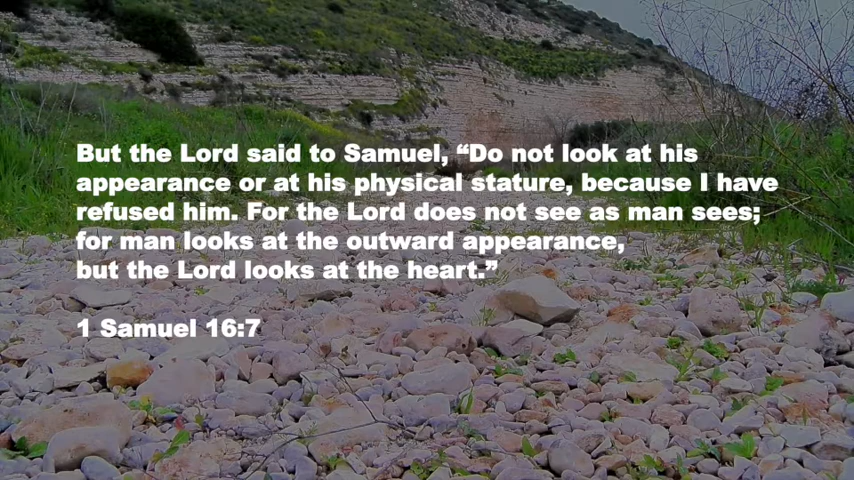 But the Lord said to Samuel, “Do not look at his
appearance or at his physical stature, because I have
refused him. For the Lord does not see as man sees;
for man looks at the outward appearance,
but the Lord looks at the heart.”
1 Samuel 16:7